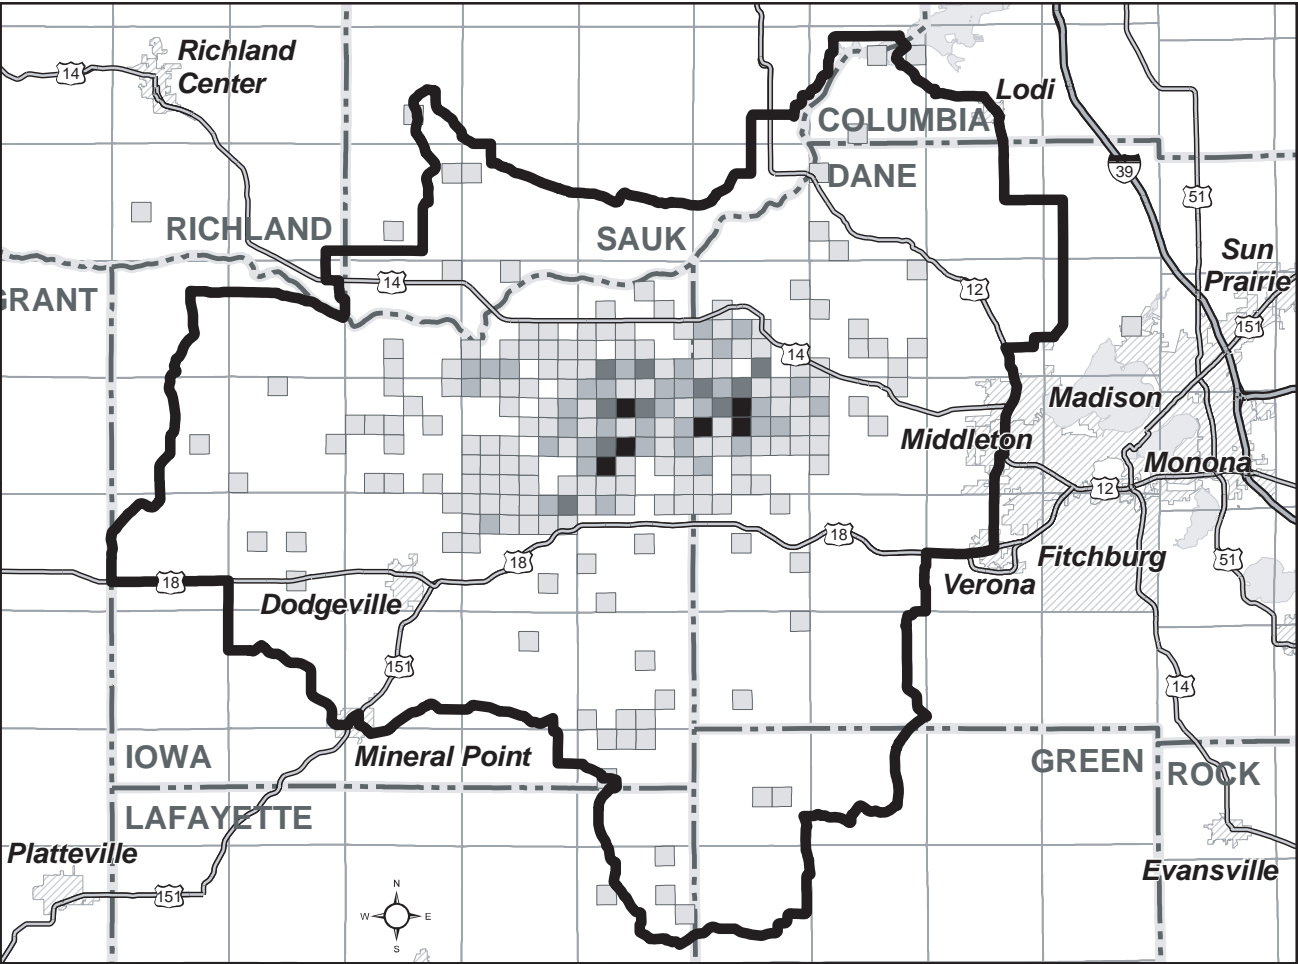 Richland
Center
14
Lodi
COLUMBIA
DANE
39
51
RICHLAND
SAUK
Sun
Prairie
GRANT
14
12
151
14
Madison
Middleton
Monona
12
18
18
Fitchburg
51
18
Verona
Dodgeville
151
14
IOWA
Mineral Point
GREEN
ROCK
LAFAYETTE
Platteville
Evansville
151
N
W
E
S